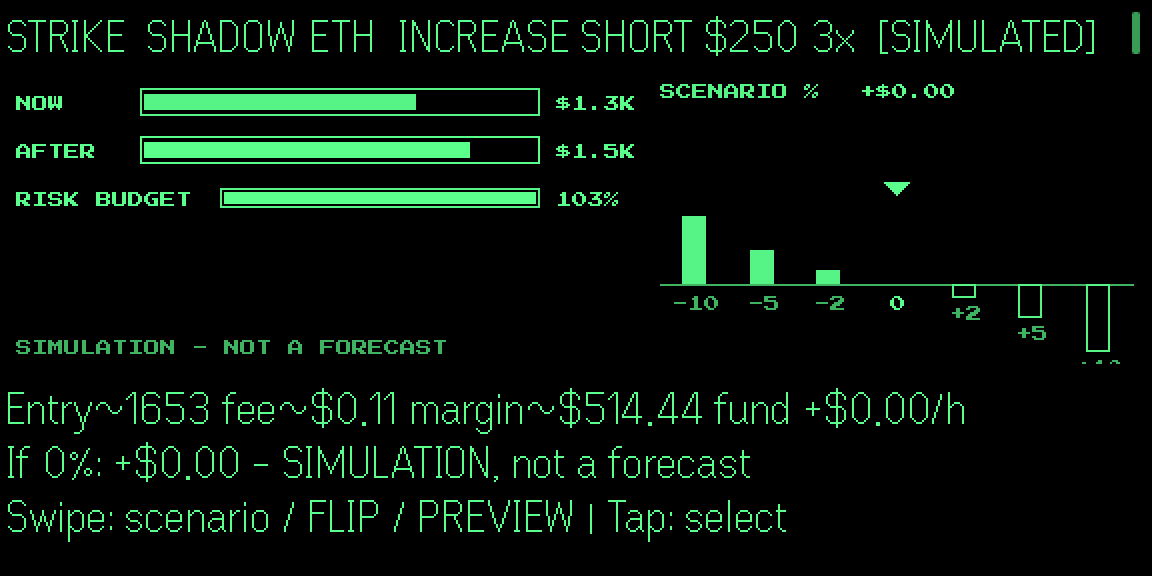 STRIKE SHADOW ETH INCREASE SHORT $250 3x [SIMULATED]
NOW $1.3K
AFTER $1.5K
RISK BUDGET 103%
SIMULATION - NOT A FORECAST
SCENARIO % +$0.00
-10 -5 -2 0 +2 +5
Entry~1653 fee~$0.11 margin~$514.44 fund +$0.00/h
If 0%: +$0.00 - SIMULATION, not a forecast
Swipe: scenario / FLIP / PREVIEW | Tap: select